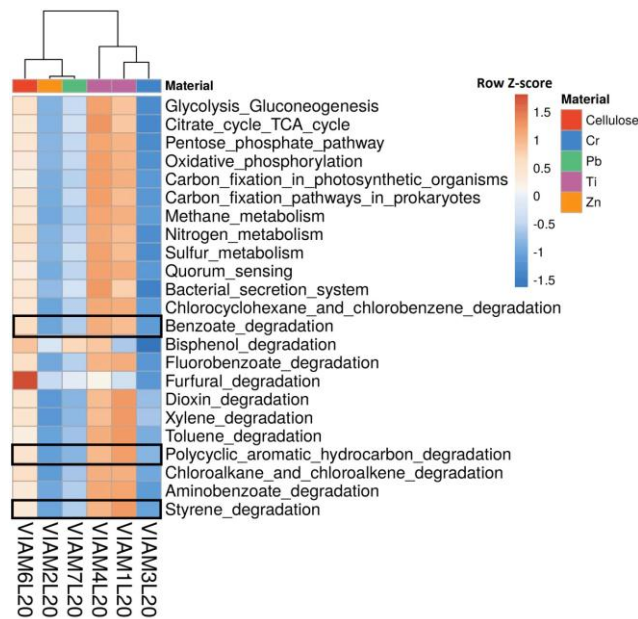 Material
Glycolysis_Gluconeogenesis
Citrate_cycle_TCA_cycle
Pentose_phosphate_pathway
Oxidative_phosphorylation
Carbon_fixation_in_photosynthetic_organisms
Carbon_fixation_pathways_in_prokaryotes
Methane_metabolism
Nitrogen_metabolism
Sulfur_metabolism
Quorum_sensing
Bacterial_secretion_system
Chlorocyclohexane_and_chlorobenzene_degradation
Benzoate_degradation
Bisphenol_degradation
Fluorobenzoate_degradation
Furfural_degradation
Dioxin_degradation
Xylene_degradation
Toluene_degradation
Polycyclic_aromatic_hydrocarbon_degradation
Chloroalkane_and_chloroalkene_degradation
Aminobenzoate_degradation
Styrene_degradation
VIAM6L20
VIAM2L20
VIAM7L20
VIAM4L20
VIAM1L20
VIAM3L20
Row Z-score
1.5
1
0.5
0
-0.5
-1
-1.5
Material
Cellulose
Cr
Pb
Ti
Zn